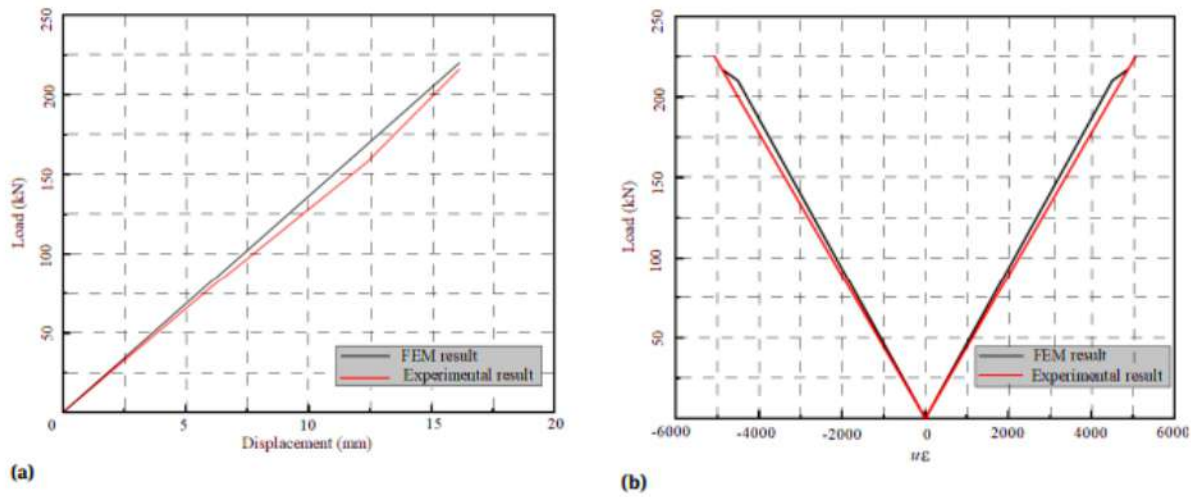 250
200
150
100
50
Load (kN)
FEM result
Experimental result
0 5 10 15 20
Displacement (mm)
(a)
250
200
150
100
50
Load (kN)
FEM result
Experimental result
-6000 -4000 -2000 0 2000 4000 6000
uε
(b)